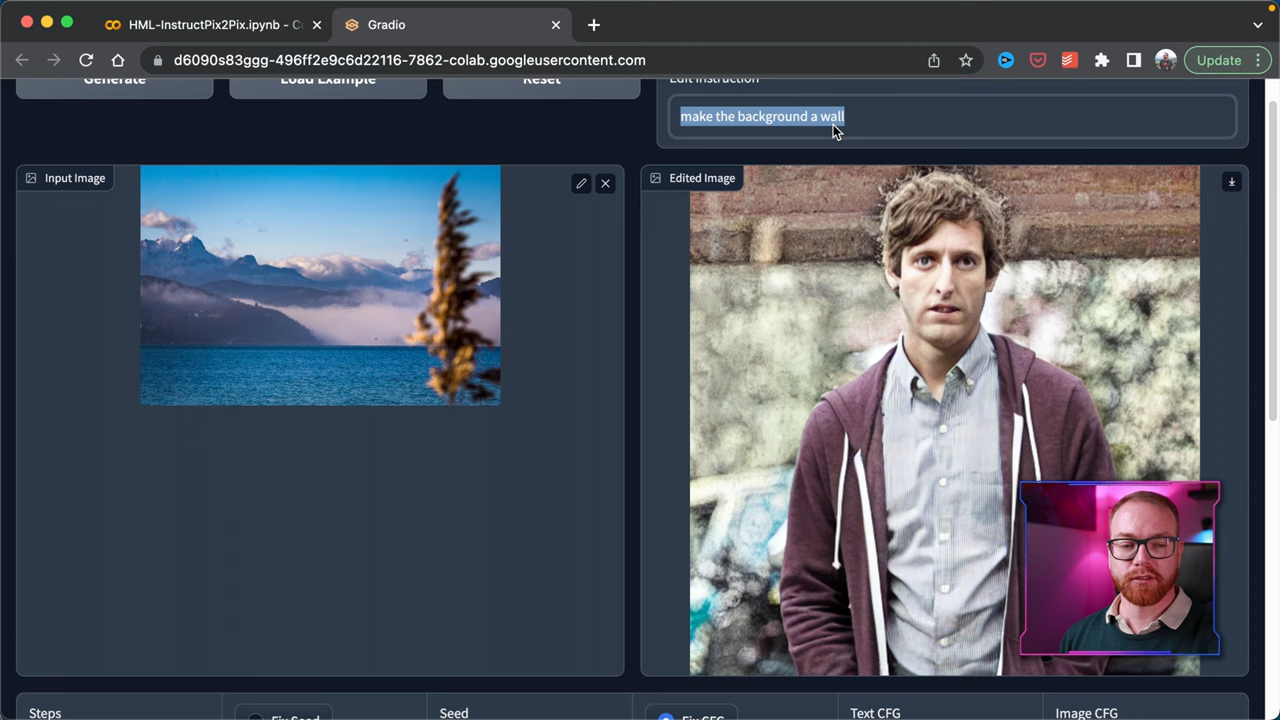 HML-InstructPix2Pix.ipynb - C
Gradio
d6090s83ggg-496ff2e9c6d22116-7862-colab.googleusercontent.com
Update
Generate
Load Example
Reset
Edit Instruction
make the background a wall
Input Image
Edited Image
Steps
Fix Seed
Seed
Fix CFG
Text CFG
Image CFG